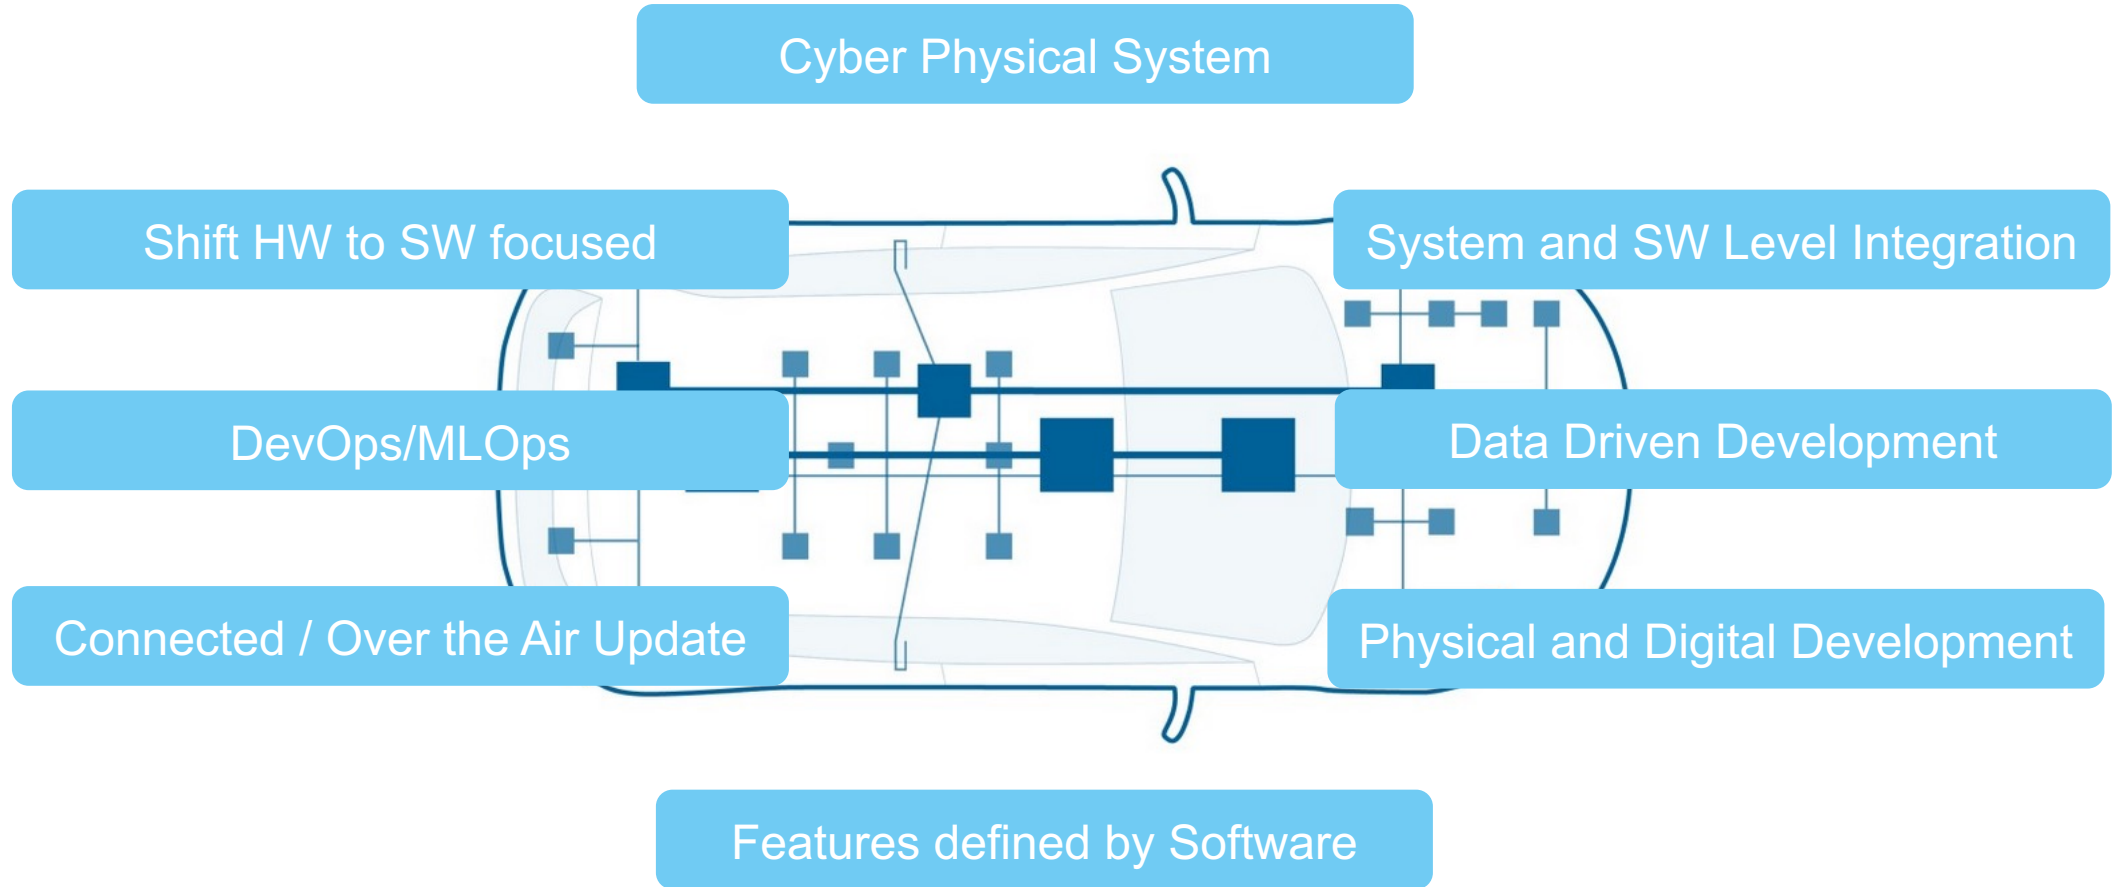 Cyber Physical System
Shift HW to SW focused
System and SW Level Integration
DevOps/MLOps
Data Driven Development
Connected / Over the Air Update
Physical and Digital Development
Features defined by Software